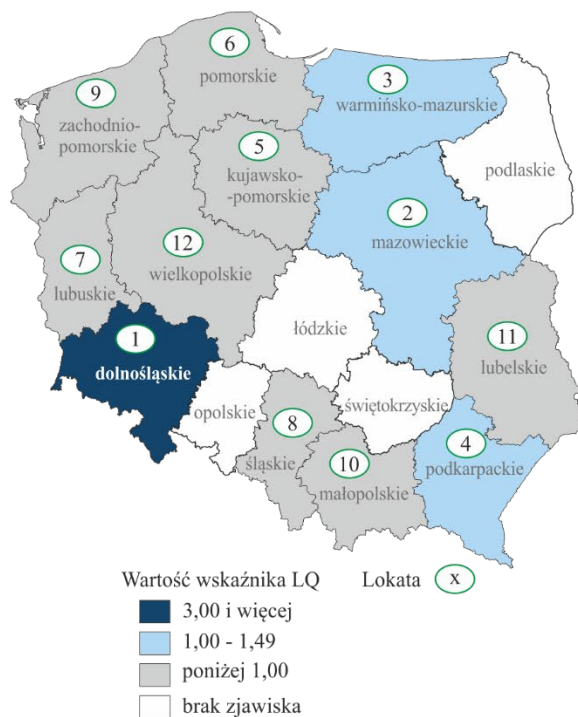 6
pomorskie
9
zachodnio-
pomorskie
3
warmińsko-mazurskie
5
kujawsko-
-pomorskie
podlaskie
2
mazowieckie
12
wielkopolskie
7
lubuskie
łódzkie
1
dolnośląskie
11
lubelskie
opolskie
świętokrzyskie
8
śląskie
10
małopolskie
4
podkarpackie
Wartość wskaźnika LQ
Lokata x
3,00 i więcej
1,00 - 1,49
poniżej 1,00
brak zjawiska